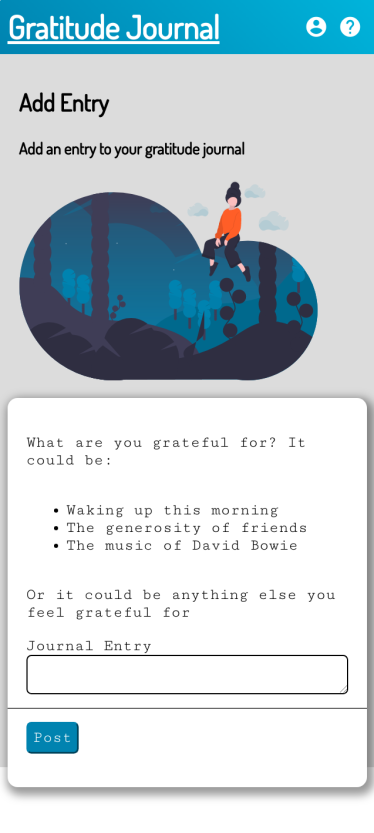 Gratitude Journal
Add Entry
Add an entry to your gratitude journal
What are you grateful for? It
could be:
Waking up this morning
The generosity of friends
The music of David Bowie
Or it could be anything else you
feel grateful for
Journal Entry
Post